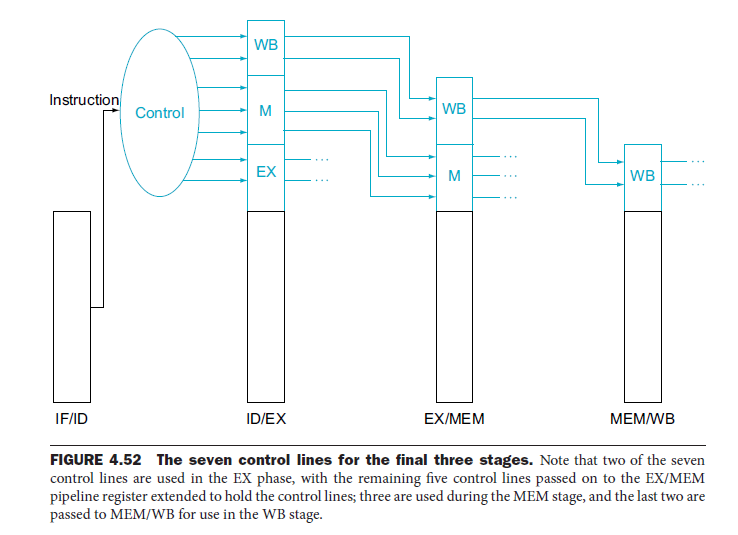 WB
Instruction
Control
M
WB
EX
...
...
M
...
...
...
WB
...
...
IF/ID
ID/EX
EX/MEM
MEM/WB
FIGURE 4.52 The seven control lines for the final three stages. Note that two of the seven
control lines are used in the EX phase, with the remaining five control lines passed on to the EX/MEM
pipeline register extended to hold the control lines; three are used during the MEM stage, and the last two are
passed to MEM/WB for use in the WB stage.